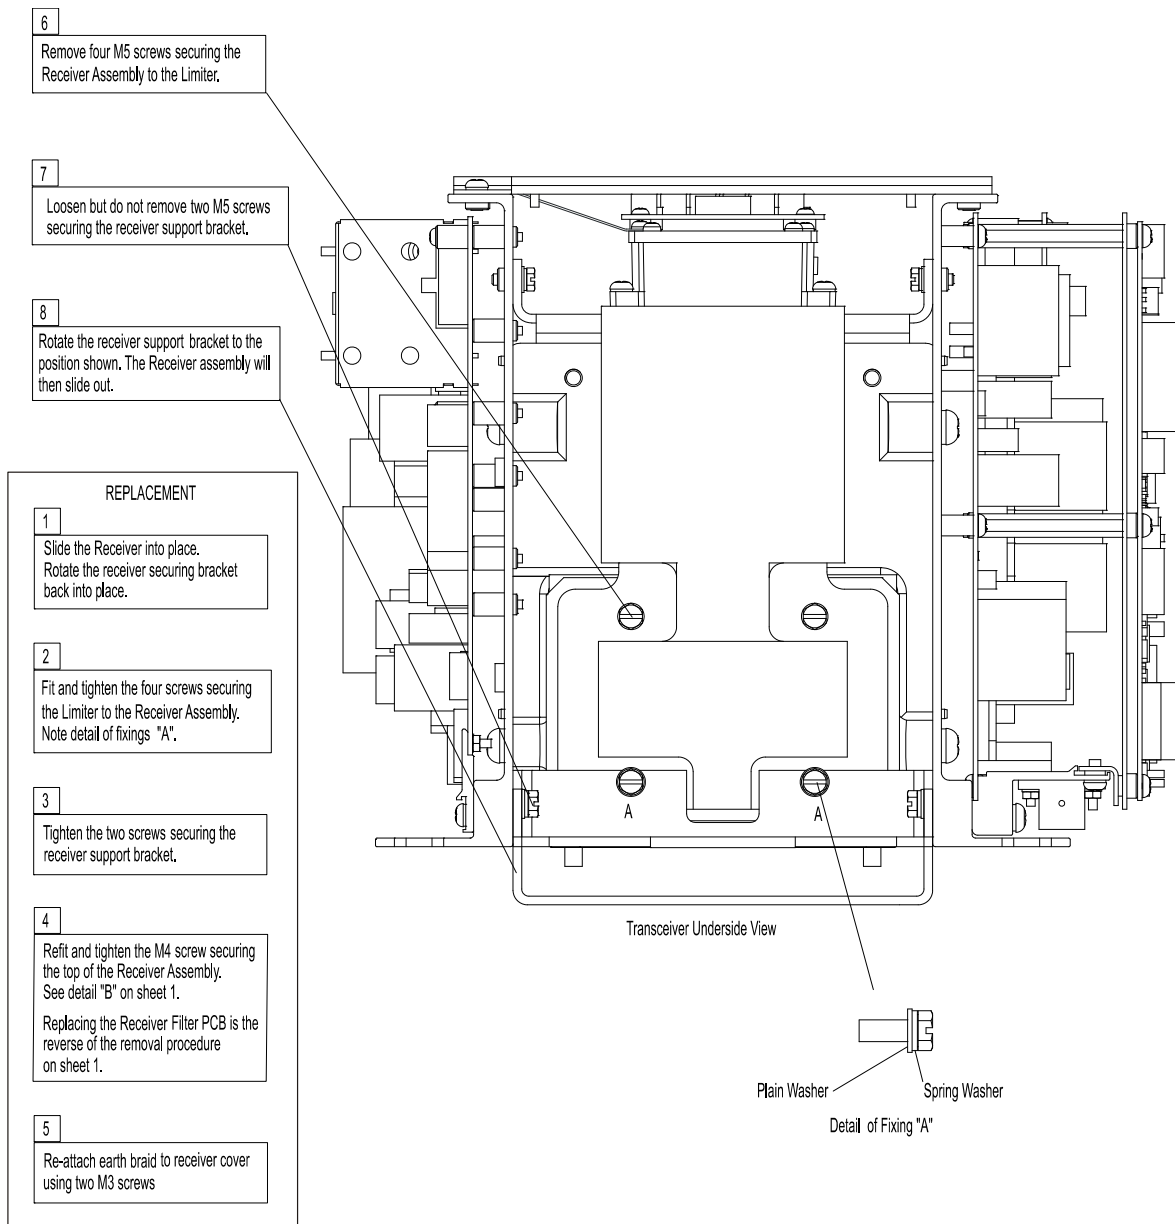 6
Remove four M5 screws securing the
Receiver Assembly to the Limiter.
7
Loosen but do not remove two M5 screws
securing the receiver support bracket.
8
Rotate the receiver support bracket to the
position shown. The Receiver assembly will
then slide out.
REPLACEMENT
1
Slide the Receiver into place.
Rotate the receiver securing bracket
back into place.
2
Fit and tighten the four screws securing
the Limiter to the Receiver Assembly.
Note detail of fixings "A".
3
Tighten the two screws securing the
receiver support bracket.
4
Refit and tighten the M4 screw securing
the top of the Receiver Assembly.
See detail "B" on sheet 1.
Replacing the Receiver Filter PCB is the
reverse of the removal procedure
on sheet 1.
5
Re-attach earth braid to receiver cover
using two M3 screws
A
A
Transceiver Underside View
Plain Washer
Spring Washer
Detail of Fixing "A"